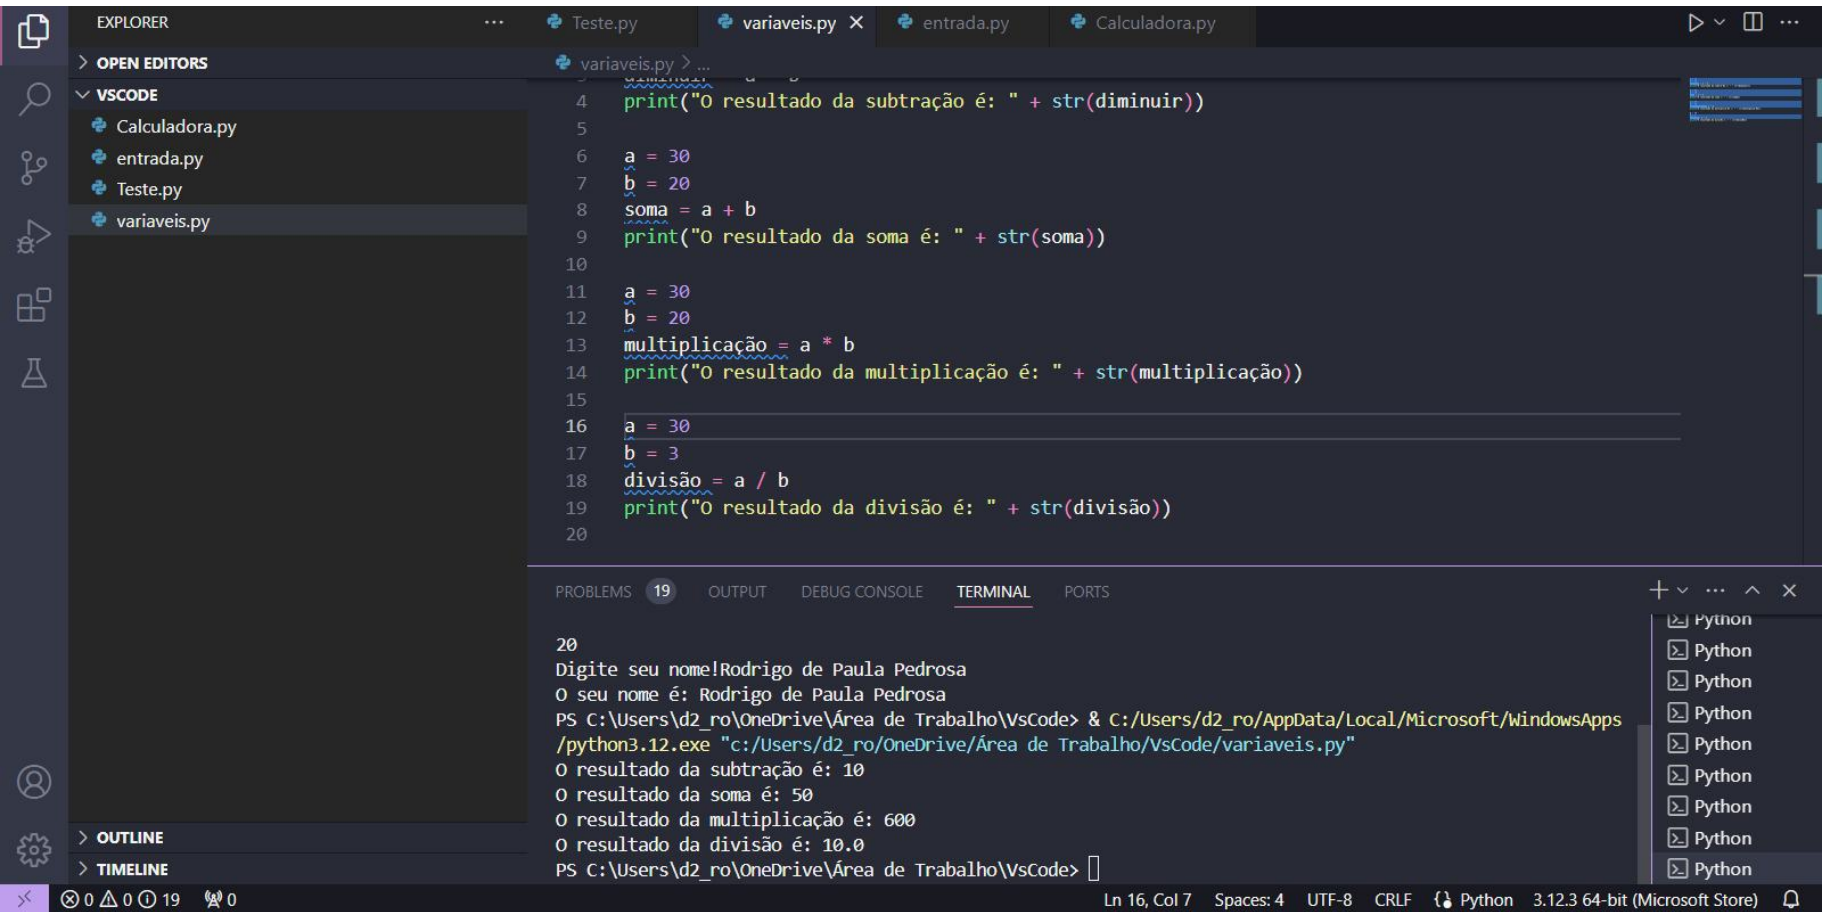 EXPLORER
Teste.py
variaveis.py
entrada.py
Calculadora.py
OPEN EDITORS
VSCODE
Calculadora.py
entrada.py
Teste.py
variaveis.py
OUTLINE
TIMELINE
variaveis.py > ...
4 print("O resultado da subtração é: " + str(diminuir))
5
6 a = 30
7 b = 20
8 soma = a + b
9 print("O resultado da soma é: " + str(soma))
10
11 a = 30
12 b = 20
13 multiplicação = a * b
14 print("O resultado da multiplicação é: " + str(multiplicação))
15
16 a = 30
17 b = 3
18 divisão = a / b
19 print("O resultado da divisão é: " + str(divisão))
20
PROBLEMS 19 OUTPUT DEBUG CONSOLE TERMINAL PORTS
20
Digite seu nome!Rodrigo de Paula Pedrosa
O seu nome é: Rodrigo de Paula Pedrosa
PS C:\Users\d2_ro\OneDrive\Área de Trabalho\VsCode> & C:/Users/d2_ro/AppData/Local/Microsoft/WindowsApps
/python3.12.exe "c:/Users/d2_ro/OneDrive/Área de Trabalho/VsCode/variaveis.py"
O resultado da subtração é: 10
O resultado da soma é: 50
O resultado da multiplicação é: 600
O resultado da divisão é: 10.0
PS C:\Users\d2_ro\OneDrive\Área de Trabalho\VsCode>
Python
Python
Python
Python
Python
Python
Python
Python
Python
0 0 19 0
Ln 16, Col 7 Spaces: 4 UTF-8 CRLF Python 3.12.3 64-bit (Microsoft Store)